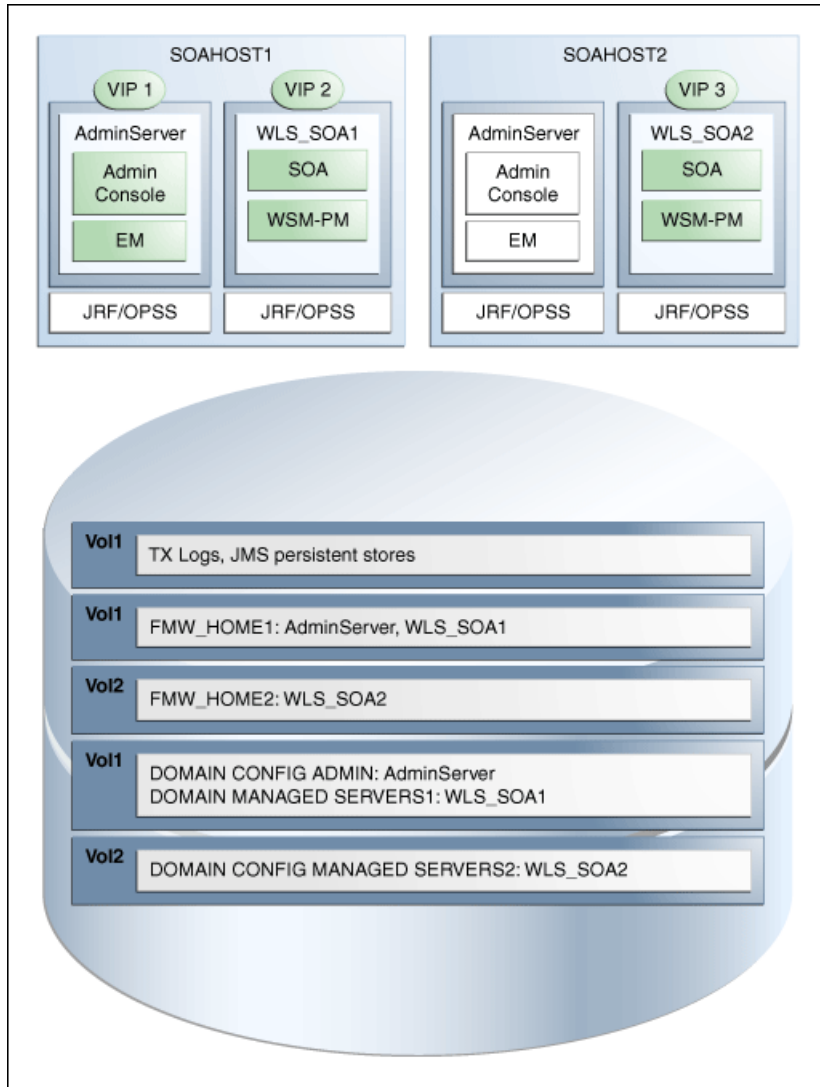 SOAHOST1
VIP 1
VIP 2
AdminServer
Admin
Console
EM
WLS_SOA1
SOA
WSM-PM
JRF/OPSS
JRF/OPSS
SOAHOST2
VIP 3
AdminServer
Admin
Console
EM
WLS_SOA2
SOA
WSM-PM
JRF/OPSS
JRF/OPSS
Vol1
TX Logs, JMS persistent stores
Vol1
FMW_HOME1: AdminServer, WLS_SOA1
Vol2
FMW_HOME2: WLS_SOA2
Vol1
DOMAIN CONFIG ADMIN: AdminServer
DOMAIN MANAGED SERVERS1: WLS_SOA1
Vol2
DOMAIN CONFIG MANAGED SERVERS2: WLS_SOA2